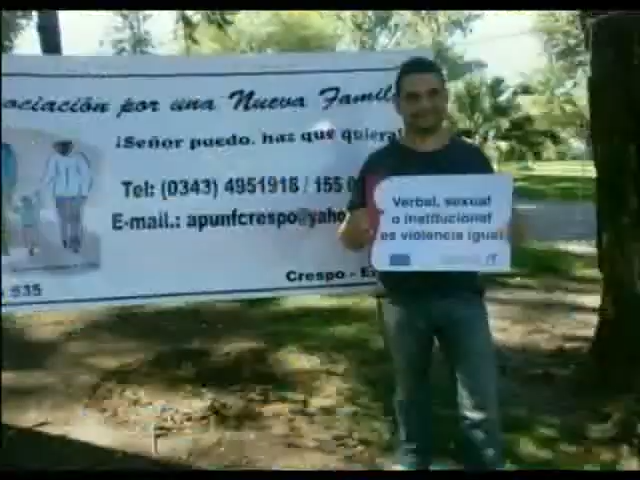 ociación por una Nueva Famil
¡Señor puedo, haz que quiera!
Tel: (0343) 4951918 / 155 0
E-mail.: apunfcrespo@yaho
Crespo - E
535
Verbal, sexual
o institucional
es violencia igual